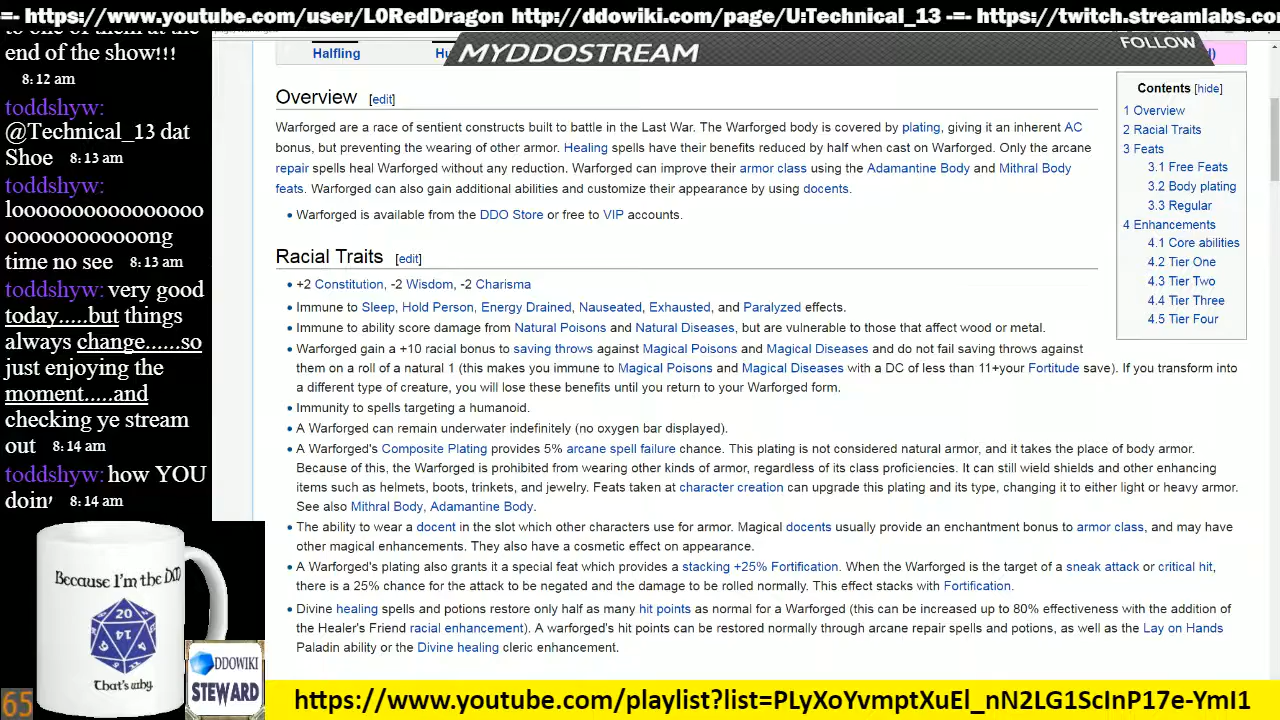 =- https://www.youtube.com/user/L0RedDragon http://ddowiki.com/page/U:Technical_13 -=- https://twitch.streamlabs.co
to one of them at the
end of the show!!!
8:12 am
toddshyw:
@Technical_13 dat
Shoe 8:13 am
toddshyw:
looooooooooooooooo
ooooooooooooong
time no see 8:13 am
toddshyw: very good
today.....but things
always change......so
just enjoying the
moment.....and
checking ye stream
out 8:14 am
toddshyw: how YOU
doin' 8:14 am
Because I'm the DM
20
14
That's why.
DDOWIKI
STEWARD
65
Halfling
MYDDOSTREAM
FOLLOW
Overview [edit]
Warforged are a race of sentient constructs built to battle in the Last War. The Warforged body is covered by plating, giving it an inherent AC
bonus, but preventing the wearing of other armor. Healing spells have their benefits reduced by half when cast on Warforged. Only the arcane
repair spells heal Warforged without any reduction. Warforged can improve their armor class using the Adamantine Body and Mithral Body
feats. Warforged can also gain additional abilities and customize their appearance by using docents.
• Warforged is available from the DDO Store or free to VIP accounts.
Racial Traits [edit]
• +2 Constitution, -2 Wisdom, -2 Charisma
• Immune to Sleep, Hold Person, Energy Drained, Nauseated, Exhausted, and Paralyzed effects.
• Immune to ability score damage from Natural Poisons and Natural Diseases, but are vulnerable to those that affect wood or metal.
• Warforged gain a +10 racial bonus to saving throws against Magical Poisons and Magical Diseases and do not fail saving throws against
them on a roll of a natural 1 (this makes you immune to Magical Poisons and Magical Diseases with a DC of less than 11+your Fortitude save). If you transform into
a different type of creature, you will lose these benefits until you return to your Warforged form.
• Immunity to spells targeting a humanoid.
• A Warforged can remain underwater indefinitely (no oxygen bar displayed).
• A Warforged's Composite Plating provides 5% arcane spell failure chance. This plating is not considered natural armor, and it takes the place of body armor.
Because of this, the Warforged is prohibited from wearing other kinds of armor, regardless of its class proficiencies. It can still wield shields and other enhancing
items such as helmets, boots, trinkets, and jewelry. Feats taken at character creation can upgrade this plating and its type, changing it to either light or heavy armor.
See also Mithral Body, Adamantine Body.
• The ability to wear a docent in the slot which other characters use for armor. Magical docents usually provide an enchantment bonus to armor class, and may have
other magical enhancements. They also have a cosmetic effect on appearance.
• A Warforged's plating also grants it a special feat which provides a stacking +25% Fortification. When the Warforged is the target of a sneak attack or critical hit,
there is a 25% chance for the attack to be negated and the damage to be rolled normally. This effect stacks with Fortification.
• Divine healing spells and potions restore only half as many hit points as normal for a Warforged (this can be increased up to 80% effectiveness with the addition of
the Healer's Friend racial enhancement). A warforged's hit points can be restored normally through arcane repair spells and potions, as well as the Lay on Hands
Paladin ability or the Divine healing cleric enhancement.
Contents [hide]
1 Overview
2 Racial Traits
3 Feats
3.1 Free Feats
3.2 Body plating
3.3 Regular
4 Enhancements
4.1 Core abilities
4.2 Tier One
4.3 Tier Two
4.4 Tier Three
4.5 Tier Four
https://www.youtube.com/playlist?list=PLyXoYvmptXuEl_nN2LG1ScInP17e-YmI1